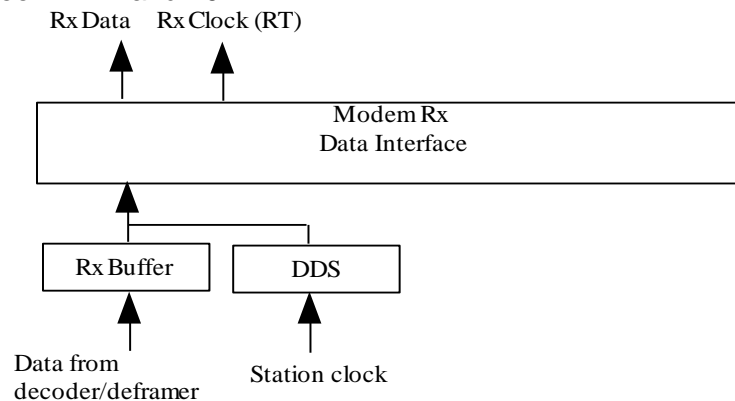 Rx Data Rx Clock (RT)
Modem Rx
Data Interface
Rx Buffer
DDS
Data from
decoder/deframer
Station clock